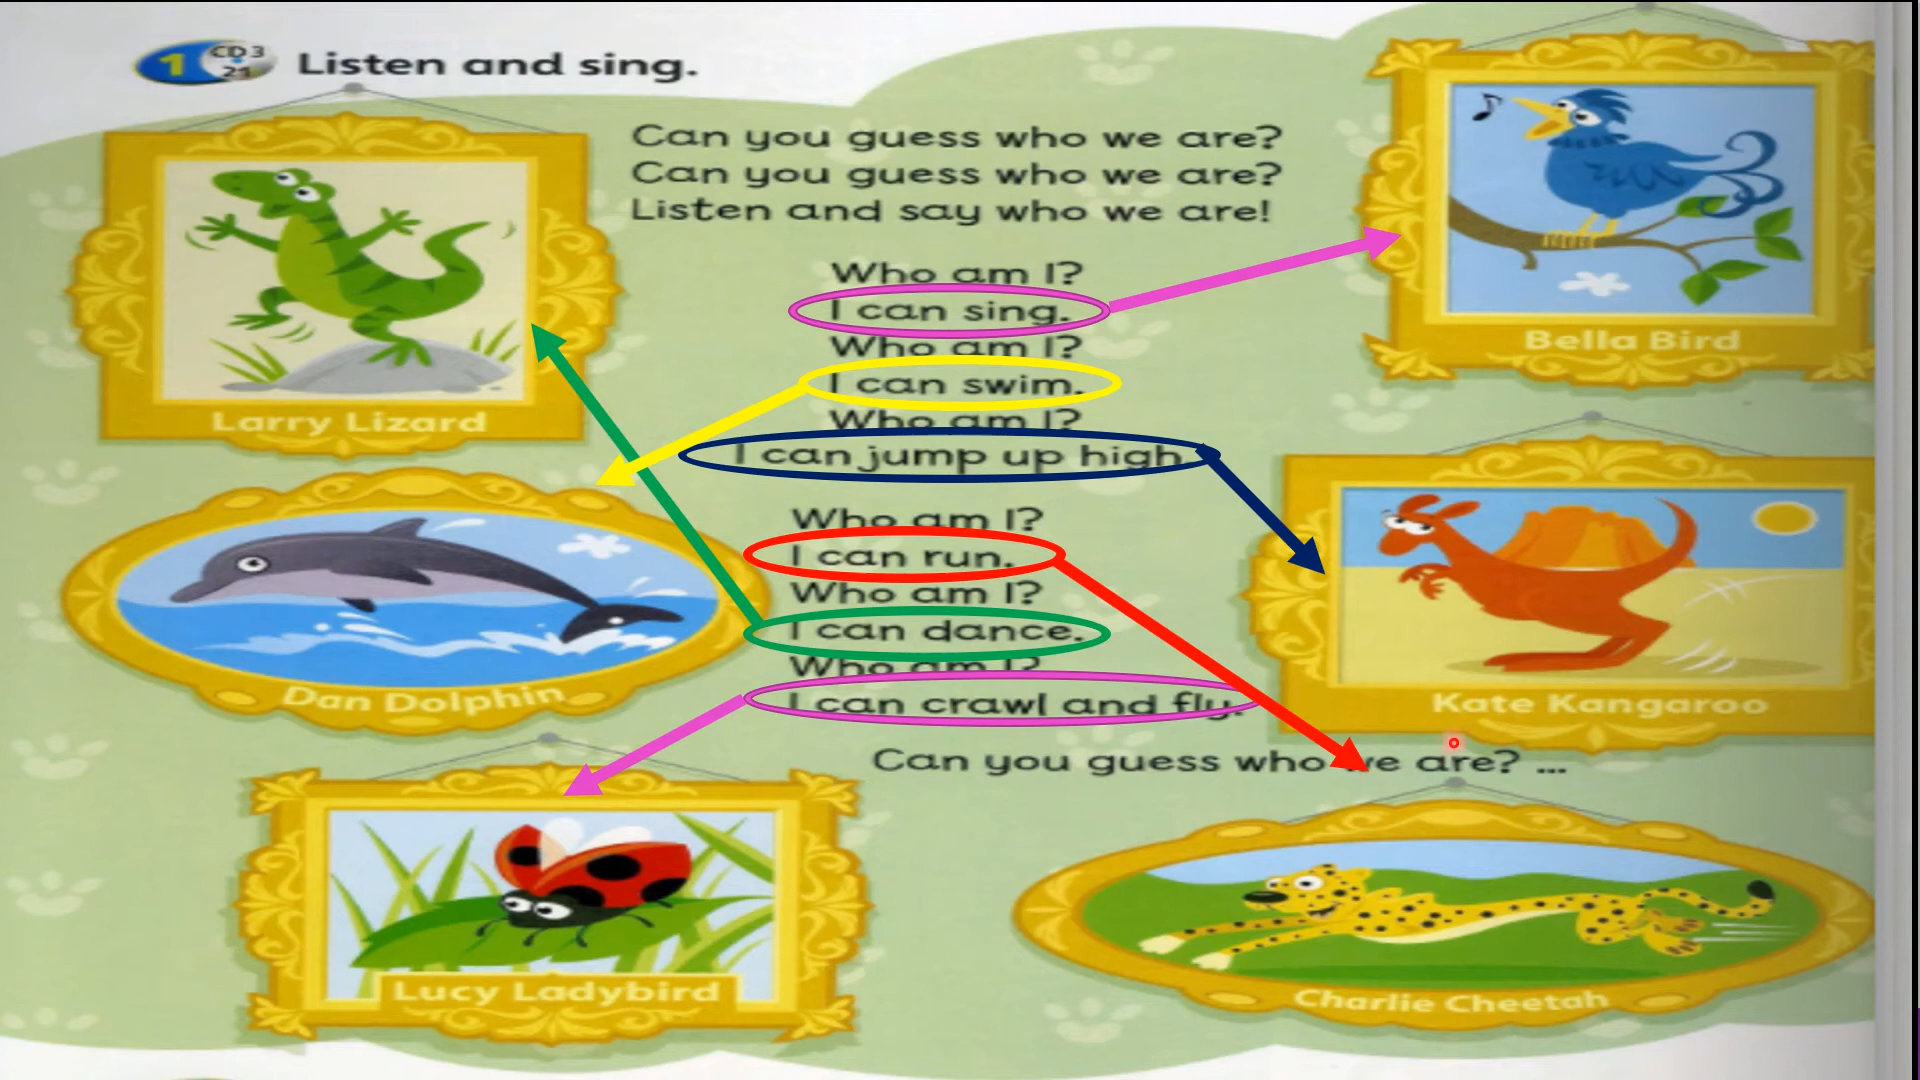 1 CD 3 21 Listen and sing.
Can you guess who we are?
Can you guess who we are?
Listen and say who we are!
Who am I?
I can sing.
Who am I?
I can swim.
Who am I?
I can jump up high.
Who am I?
I can run.
Who am I?
I can dance.
Who am I?
I can crawl and fly.
Can you guess who we are? ...
Larry Lizard
Bella Bird
Dan Dolphin
Kate Kangaroo
Lucy Ladybird
Charlie Cheetah